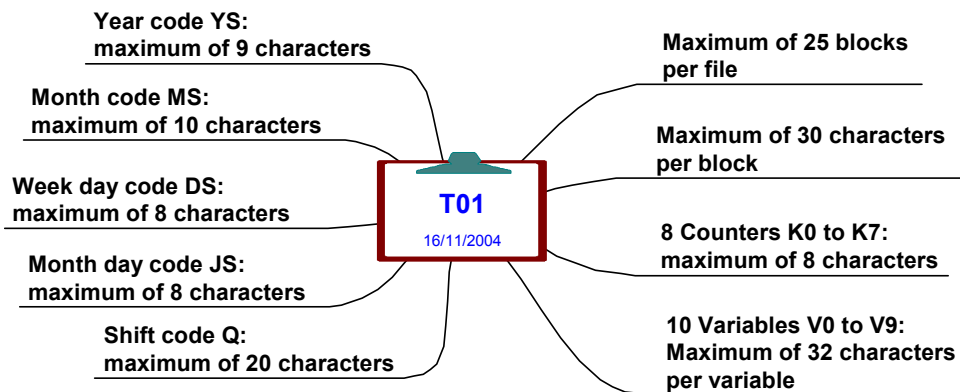 Year code YS:
maximum of 9 characters
Month code MS:
maximum of 10 characters
Week day code DS:
maximum of 8 characters
Month day code JS:
maximum of 8 characters
Shift code Q:
maximum of 20 characters
T01
16/11/2004
Maximum of 25 blocks
per file
Maximum of 30 characters
per block
8 Counters K0 to K7:
maximum of 8 characters
10 Variables V0 to V9:
Maximum of 32 characters
per variable